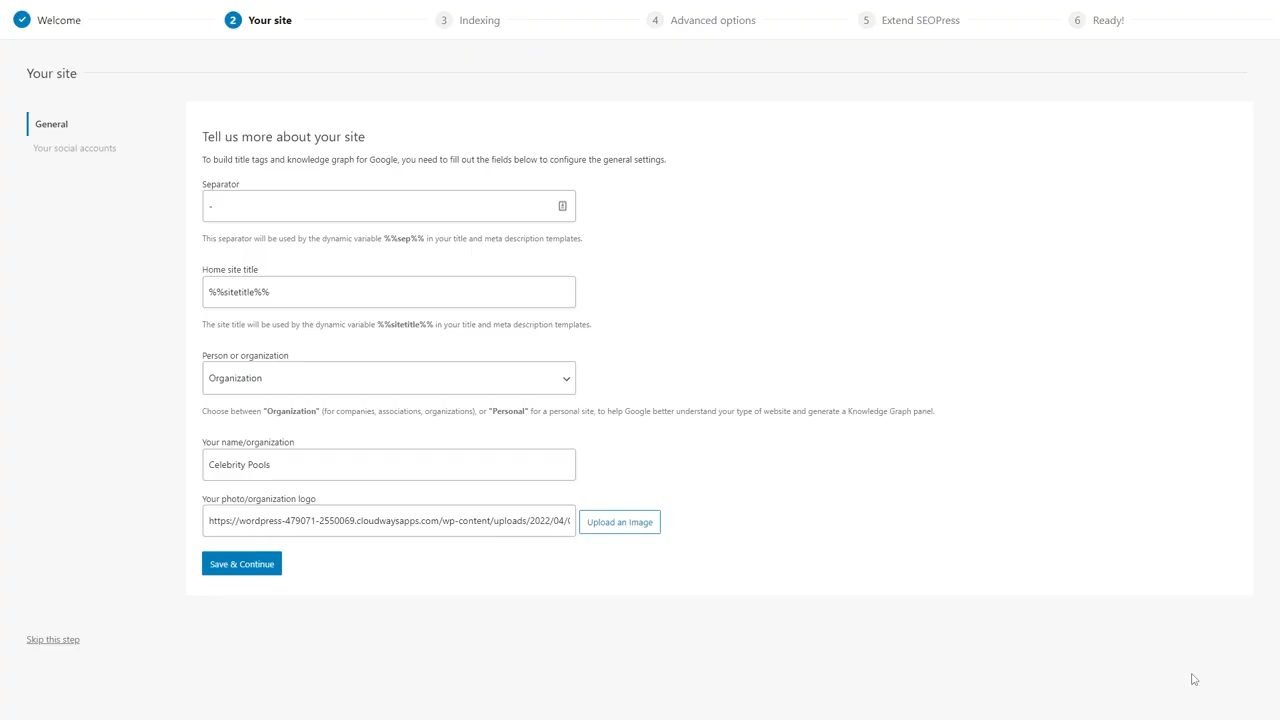 Welcome
2 Your site
3 Indexing
4 Advanced options
5 Extend SEOPress
6 Ready!
Your site
General
Your social accounts
Tell us more about your site
To build title tags and knowledge graph for Google, you need to fill out the fields below to configure the general settings.
Separator
-
This separator will be used by the dynamic variable %%sep%% in your title and meta description templates.
Home site title
%%sitetitle%%
The site title will be used by the dynamic variable %%sitetitle%% in your title and meta description templates.
Person or organization
Organization
Choose between "Organization" (for companies, associations, organizations), or "Personal" for a personal site, to help Google better understand your type of website and generate a Knowledge Graph panel.
Your name/organization
Celebrity Pools
Your photo/organization logo
https://wordpress-479071-2550069.cloudwaysapps.com/wp-content/uploads/2022/04/
Upload an Image
Save & Continue
Skip this step